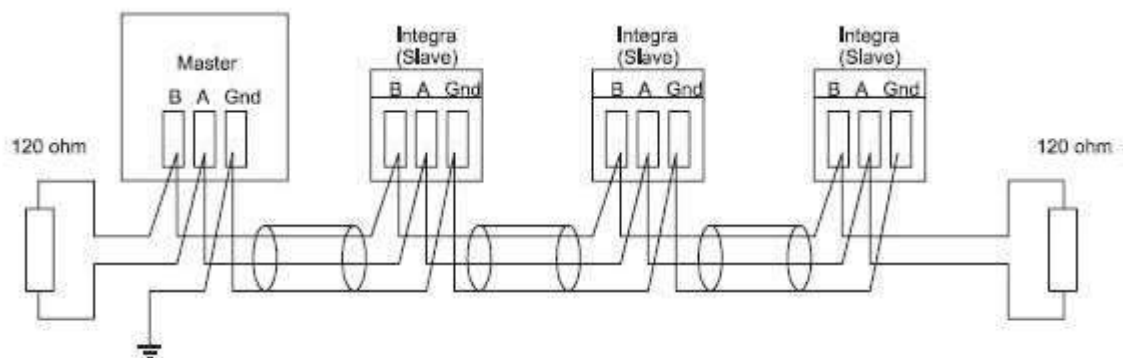 Master
B A Gnd
120 ohm
Integra
(Slave)
B A Gnd
Integra
(Slave)
B A Gnd
Integra
(Slave)
B A Gnd
120 ohm